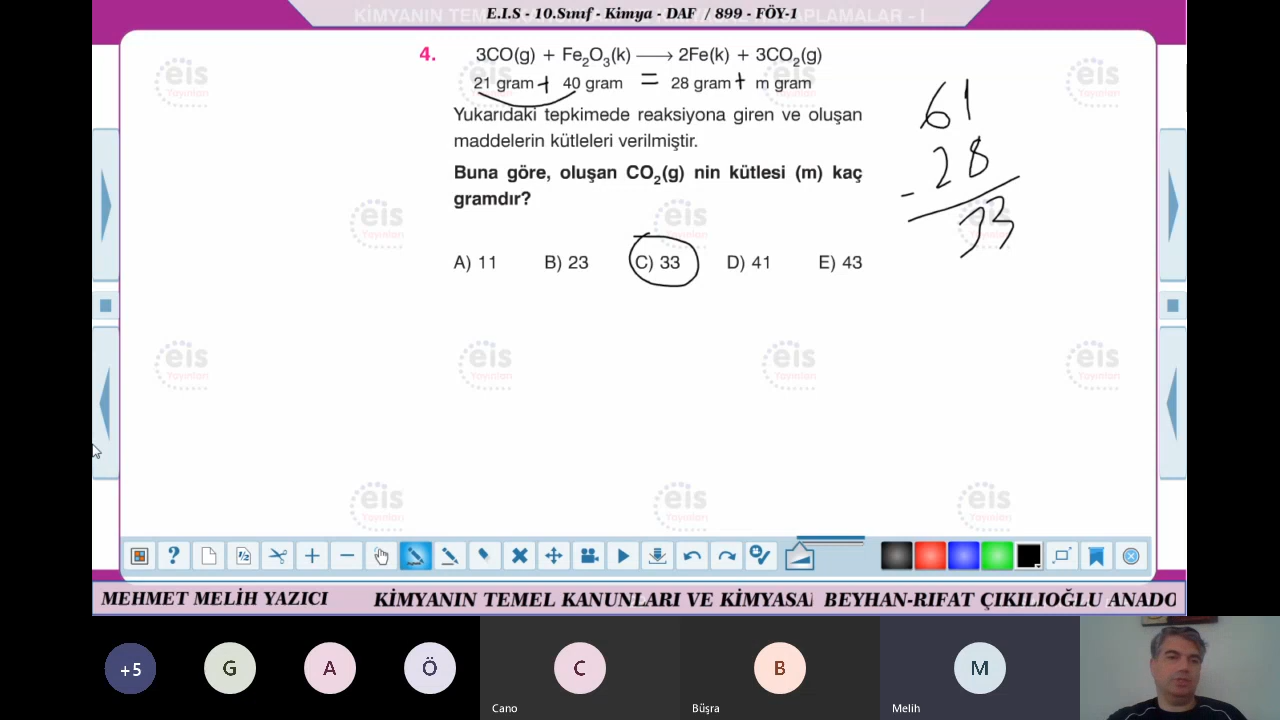 E.I.S - 10.Sınıf - Kimya - DAF / 899 - FÖY-1
4. 3CO(g) + Fe₂O₃(k) ⟶ 2Fe(k) + 3CO₂(g)
21 gram + 40 gram = 28 gram + m gram
Yukarıdaki tepkimede reaksiyona giren ve oluşan
maddelerin kütleleri verilmiştir.
Buna göre, oluşan CO₂(g) nin kütlesi (m) kaç
gramdır?
A) 11 B) 23 C) 33 D) 41 E) 43
61
28
-
33
eis
Yayınları
MEHMET MELİH YAZICI KİMYANIN TEMEL KANUNLARI VE KİMYASA BEYHAN-RIFAT ÇIKILIOĞLU ANADO
+5 G A Ö C B M
Cano Büşra Melih